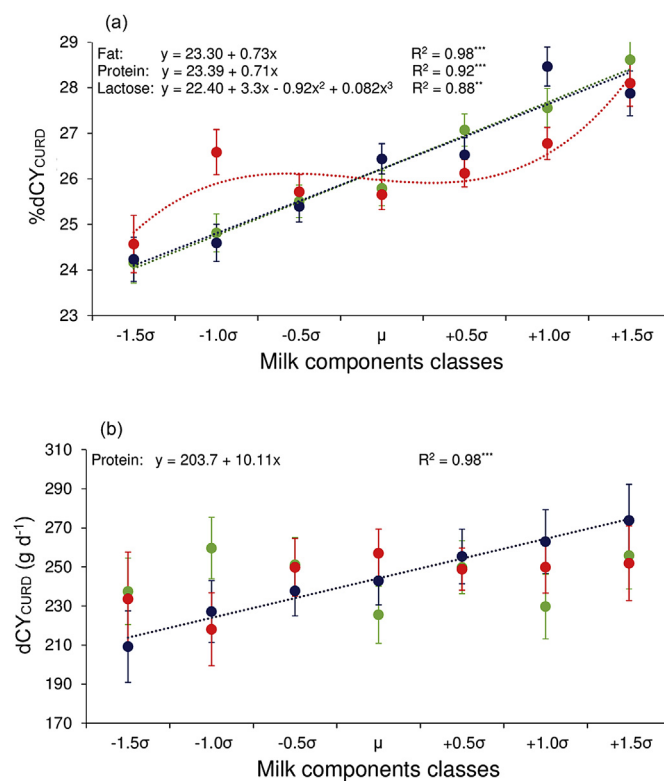 (a)
Fat: y = 23.30 + 0.73x R² = 0.98***
Protein: y = 23.39 + 0.71x R² = 0.92***
Lactose: y = 22.40 + 3.3x - 0.92x² + 0.082x³ R² = 0.88**
29
28
27
26
25
24
23
%dCY CURD
-1.5σ -1.0σ -0.5σ μ +0.5σ +1.0σ +1.5σ
Milk components classes
(b)
Protein: y = 203.7 + 10.11x R² = 0.98***
310
290
270
250
230
210
190
170
dCY CURD (g d⁻¹)
-1.5σ -1.0σ -0.5σ μ +0.5σ +1.0σ +1.5σ
Milk components classes